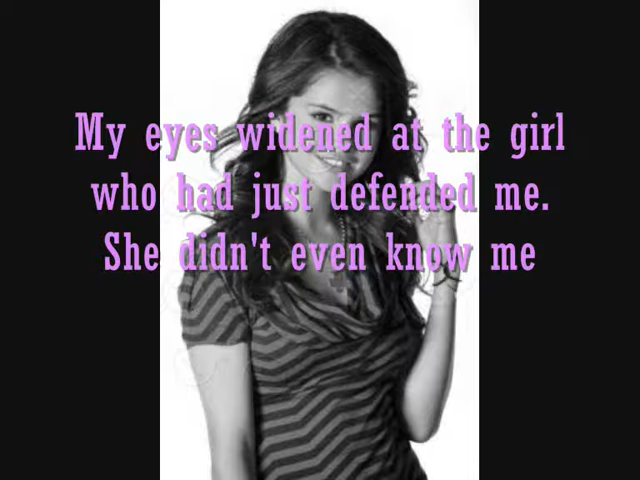 My eyes widened at the girl
who had just defended me.
She didn't even know me